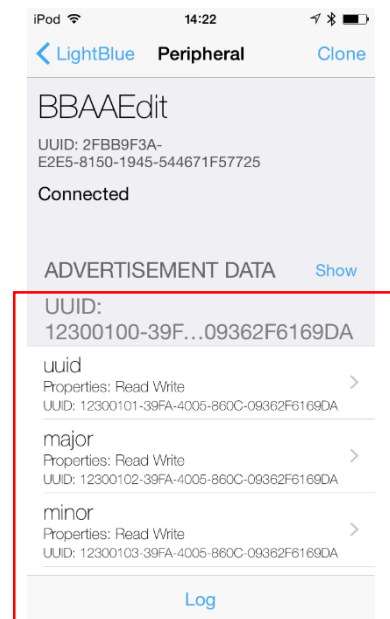 iPod 14:22
LightBlue Peripheral Clone
BBAAEdit
UUID: 2FBB9F3A-
E2E5-8150-1945-544671F57725
Connected
ADVERTISEMENT DATA Show
UUID:
12300100-39F...09362F6169DA
uuid
Properties: Read Write
UUID: 12300101-39FA-4005-860C-09362F6169DA
major
Properties: Read Write
UUID: 12300102-39FA-4005-860C-09362F6169DA
minor
Properties: Read Write
UUID: 12300103-39FA-4005-860C-09362F6169DA
Log